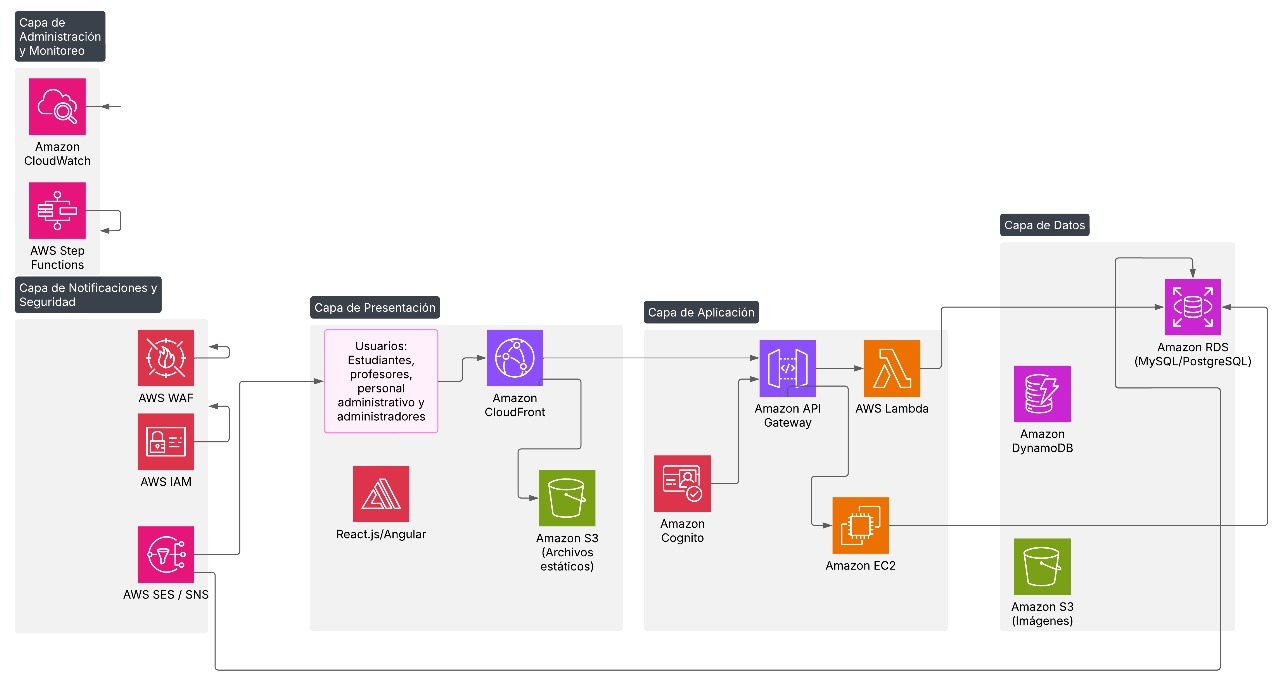 Capa de
Administración
y Monitoreo
Amazon
CloudWatch
AWS Step
Functions
Capa de Notificaciones y
Seguridad
AWS WAF
AWS IAM
AWS SES / SNS
Capa de Presentación
Usuarios:
Estudiantes,
profesores,
personal
administrativo y
administradores
Amazon
CloudFront
React.js/Angular
Amazon S3
(Archivos
estáticos)
Capa de Aplicación
Amazon API
Gateway
AWS Lambda
Amazon
Cognito
Amazon EC2
Capa de Datos
Amazon RDS
(MySQL/PostgreSQL)
Amazon
DynamoDB
Amazon S3
(Imágenes)